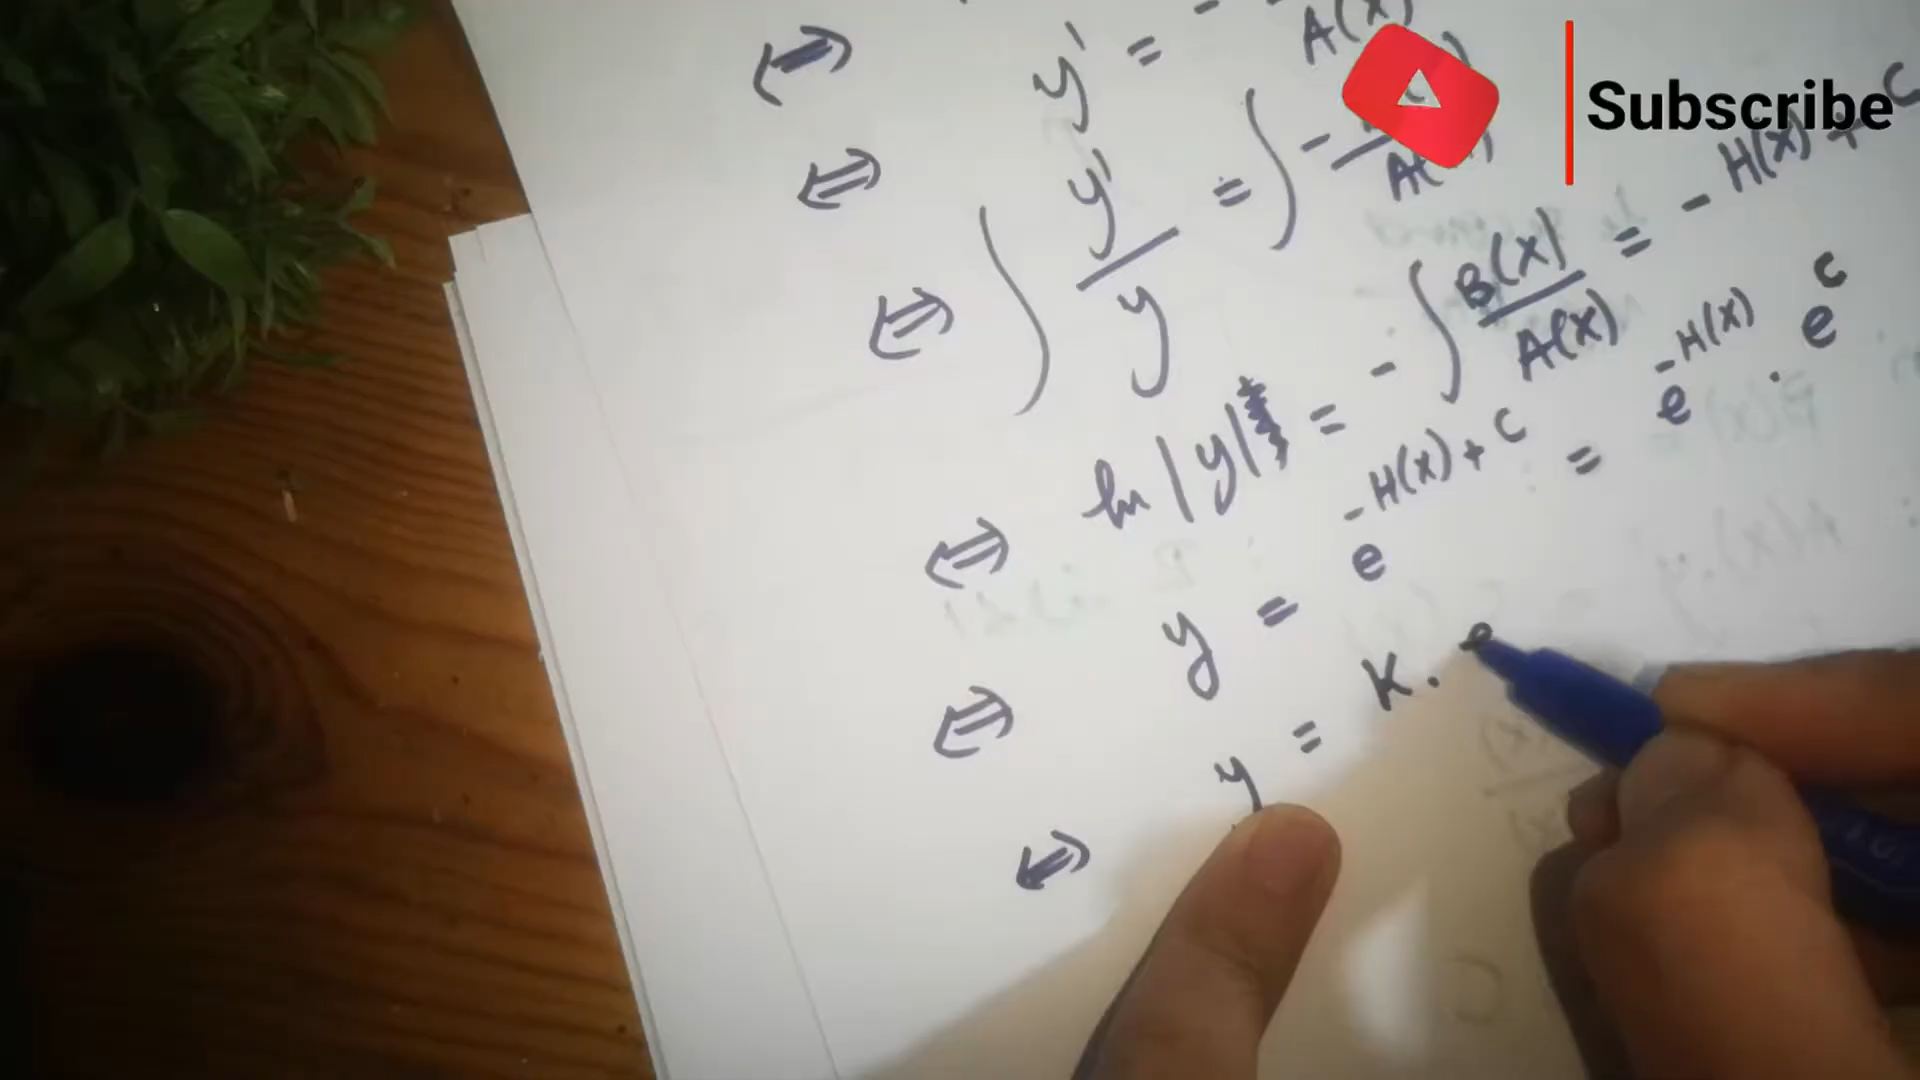 ⇔ y' = - A(x)
Subscribe
⇔ y'/y = ∫ - A(
⇔ ∫ y'/y = - ∫ B(x)/A(x) = - H(x) + C
ln |y| =
⇔ y = e^{-H(x) + C} = e^{-H(x)} . e^{C}
⇔ y = K . e
⇔